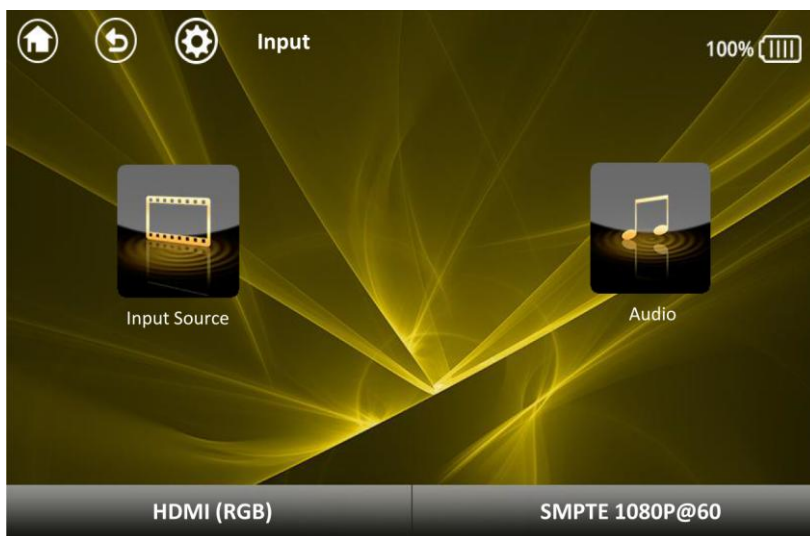 Input
100%
Input Source
Audio
HDMI (RGB)
SMPTE 1080P@60